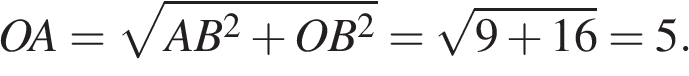 OA = √(AB² + OB²) = √(9 + 16) = 5.